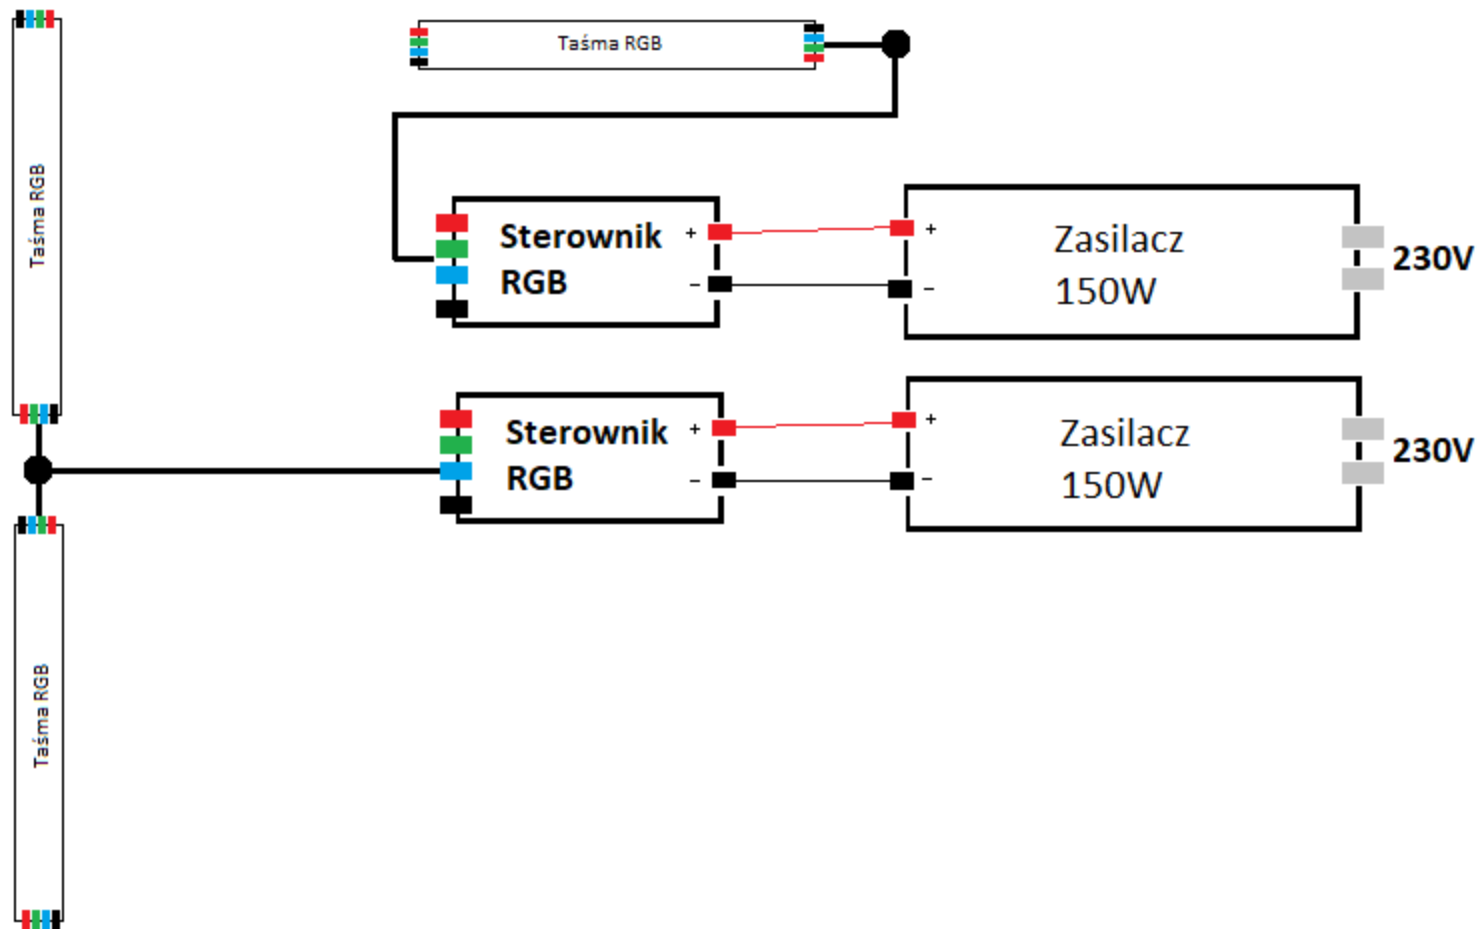 Taśma RGB
Taśma RGB
Sterownik
RGB
+
–
+
–
Zasilacz
150W
230V
Sterownik
RGB
+
–
+
–
Zasilacz
150W
230V
Taśma RGB